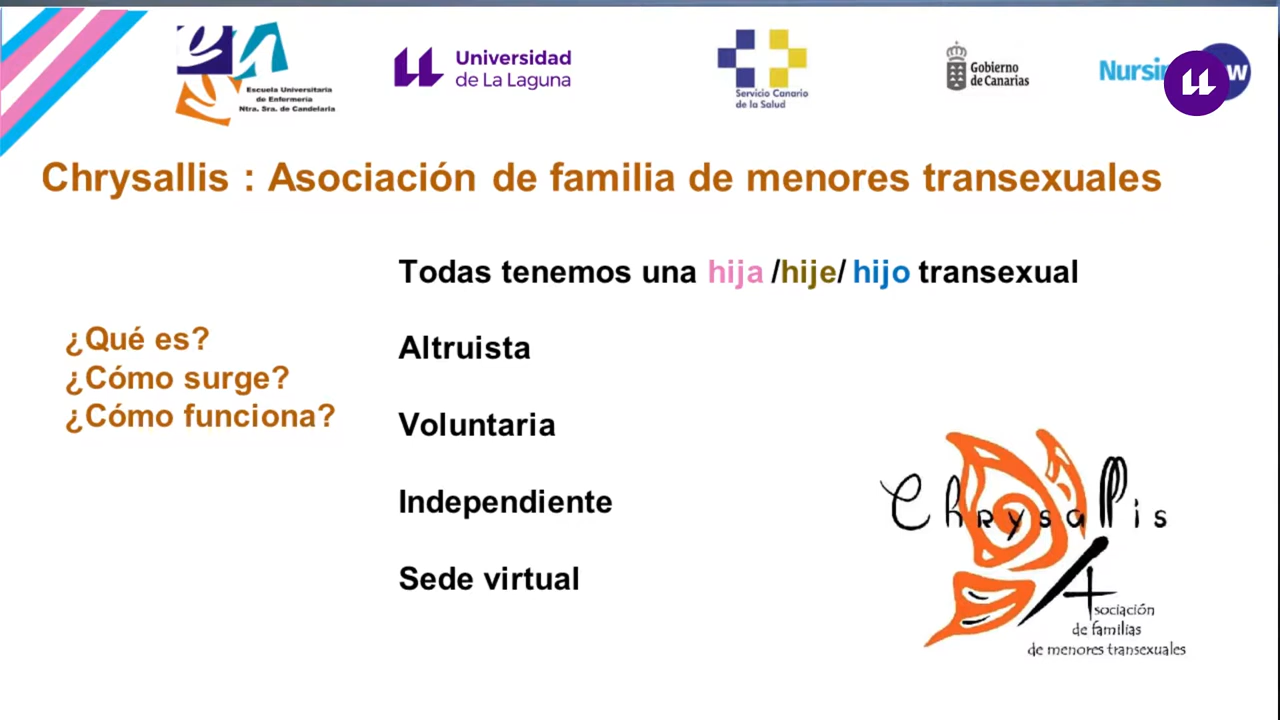 Escuela Universitaria
de Enfermería
Ntra. Sra. de Candelaria
Universidad
de La Laguna
Servicio Canario
de la Salud
Gobierno
de Canarias
Chrysallis : Asociación de familia de menores transexuales
Todas tenemos una hija /hije/ hijo transexual
¿Qué es?
¿Cómo surge?
¿Cómo funciona?
Altruista
Voluntaria
Independiente
Sede virtual
Chrysallis
Asociación
de familias
de menores transexuales